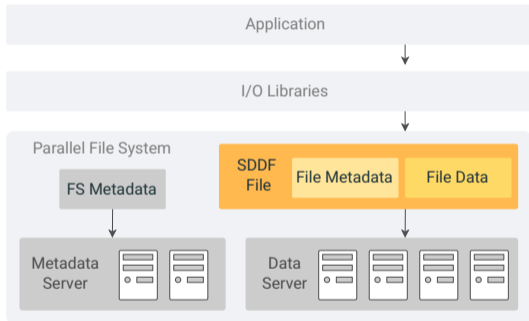 Application
I/O Libraries
Parallel File System
FS Metadata
SDDF
File
File Metadata
File Data
Metadata
Server
Data
Server